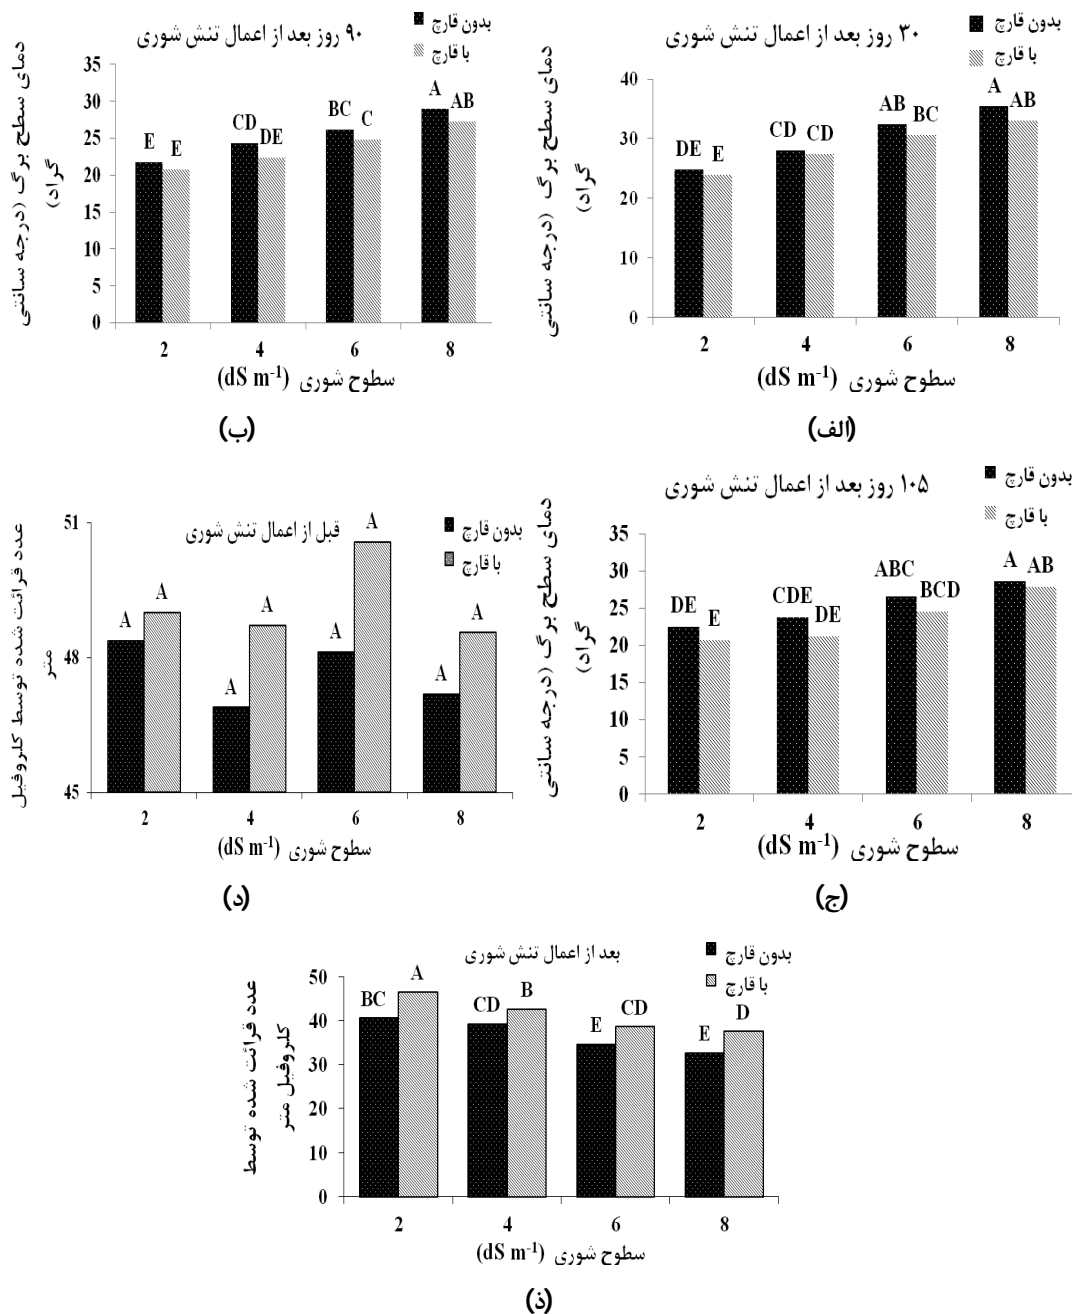 ۳۰ روز بعد از اعمال تنش شوری
بدون قارچ
با قارچ
دمای سطح برگ (درجه سانتی
گراد)
40
30
20
10
0
DE E CD CD AB BC A AB
2 4 6 8
سطوح شوری (dS m-1)
(الف)
۹۰ روز بعد از اعمال تنش شوری
بدون قارچ
با قارچ
دمای سطح برگ (درجه سانتی
گراد)
35
30
25
20
15
10
5
0
E E CD DE BC C A AB
2 4 6 8
سطوح شوری (dS m-1)
(ب)
۱۰۵ روز بعد از اعمال تنش شوری
بدون قارچ
با قارچ
دمای سطح برگ (درجه سانتی
گراد)
35
30
25
20
15
10
5
0
DE E CDE DE ABC BCD A AB
2 4 6 8
سطوح شوری (dS m-1)
(ج)
قبل از اعمال تنش شوری
بدون قارچ
با قارچ
عدد قرائت شده توسط کلروفیل
متر
51
48
45
A A A A A A A A
2 4 6 8
سطوح شوری (dS m-1)
(د)
بعد از اعمال تنش شوری
بدون قارچ
با قارچ
عدد قرائت شده توسط
کلروفیل متر
50
40
30
20
10
0
BC A CD B E CD E D
2 4 6 8
سطوح شوری (dS m-1)
(ذ)